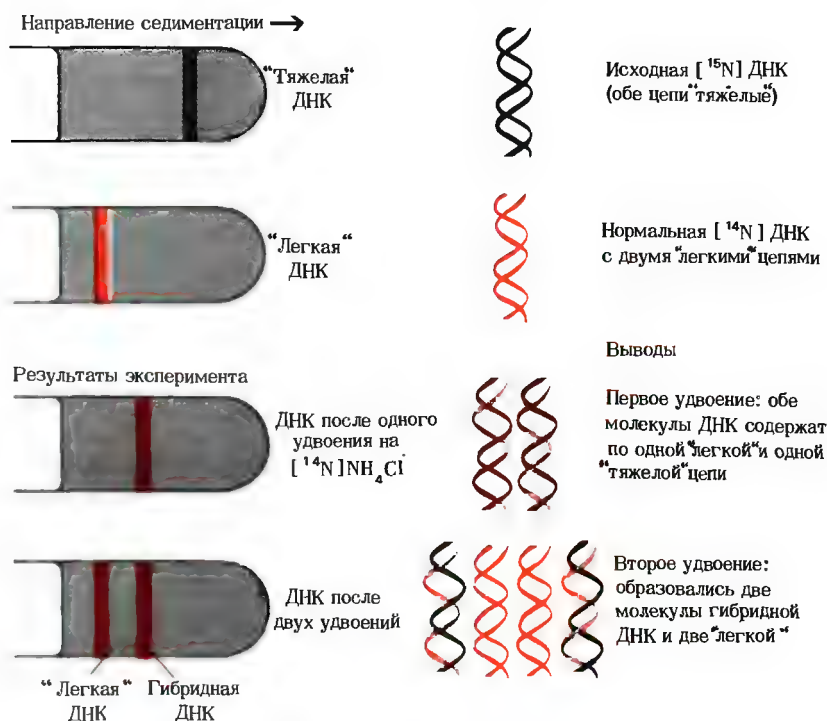 Направление седиментации →
"Тяжелая"
ДНК
Исходная [ ¹⁵N] ДНК
(обе цепи "тяжелые")
"Легкая"
ДНК
Нормальная [ ¹⁴N ] ДНК
с двумя "легкими" цепями
Выводы
Результаты эксперимента
ДНК после одного
удвоения на
[ ¹⁴N]NH₄Cl
Первое удвоение: обе
молекулы ДНК содержат
по одной "легкой" и одной
"тяжелой" цепи
ДНК после
двух удвоений
Второе удвоение:
образовались две
молекулы гибридной
ДНК и две "легкой"
"Легкая"
ДНК
Гибридная
ДНК